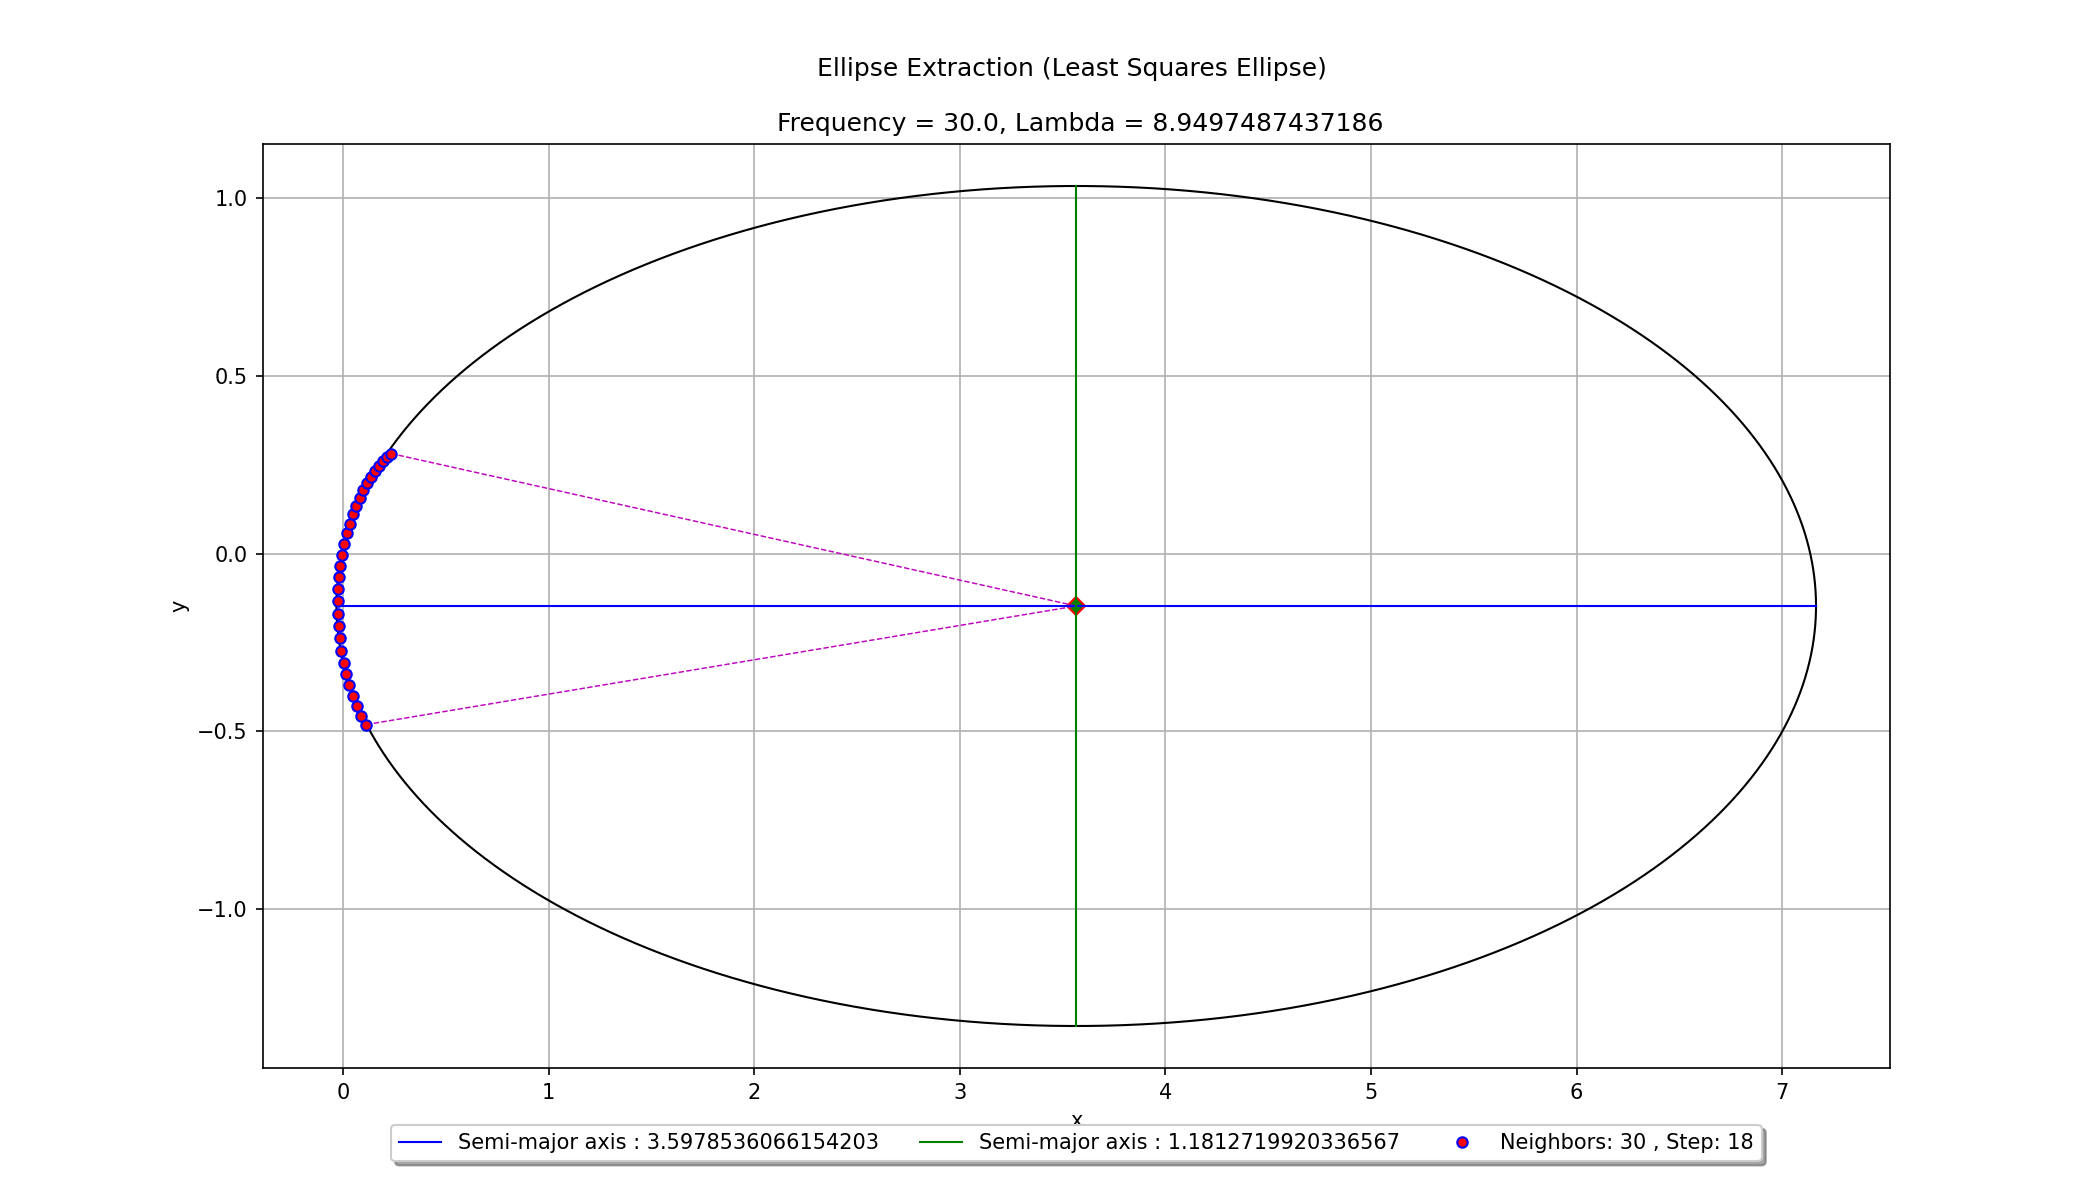 Ellipse Extraction (Least Squares Ellipse)
Frequency = 30.0, Lambda = 8.9497487437186
1.0
0.5
0.0
−0.5
−1.0
y
0 1 2 3 4 5 6 7
x
Semi-major axis : 3.5978536066154203 Semi-major axis : 1.1812719920336567 Neighbors: 30 , Step: 18